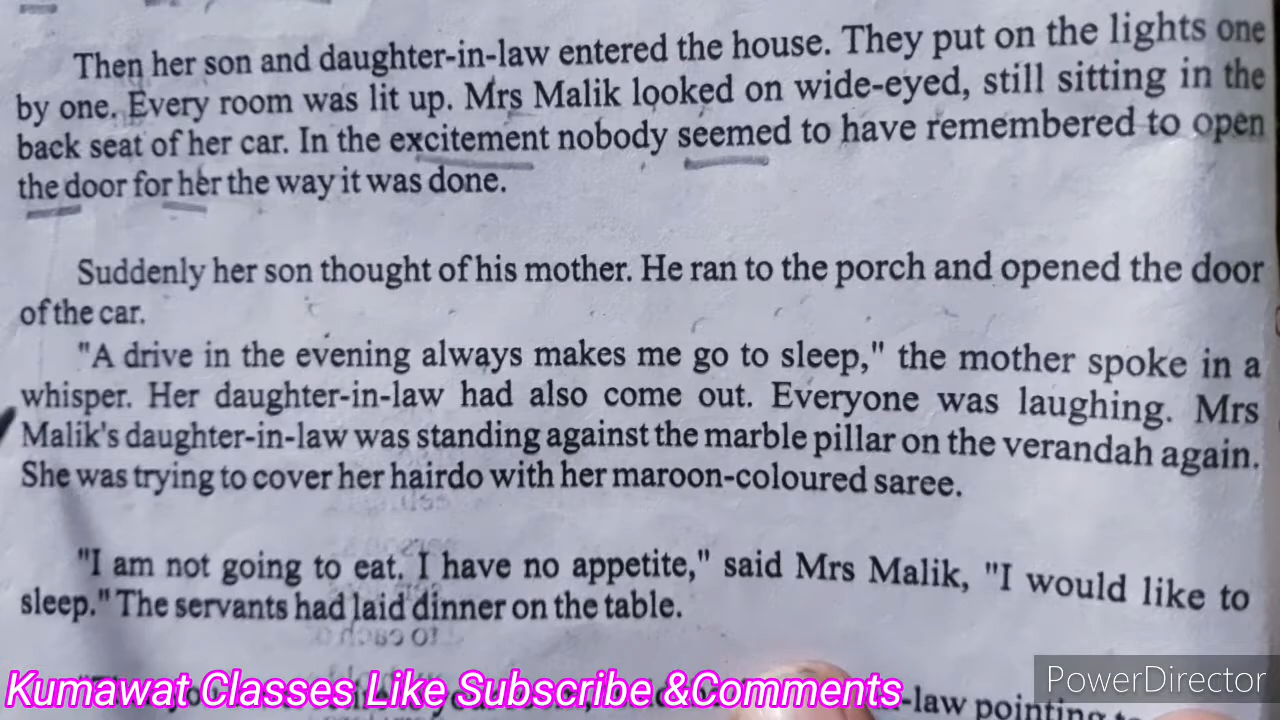 Then her son and daughter-in-law entered the house. They put on the lights one
by one. Every room was lit up. Mrs Malik looked on wide-eyed, still sitting in the
back seat of her car. In the excitement nobody seemed to have remembered to open
the door for her the way it was done.
Suddenly her son thought of his mother. He ran to the porch and opened the door
of the car.
"A drive in the evening always makes me go to sleep," the mother spoke in a
whisper. Her daughter-in-law had also come out. Everyone was laughing. Mrs
Malik's daughter-in-law was standing against the marble pillar on the verandah again.
She was trying to cover her hairdo with her maroon-coloured saree.
"I am not going to eat. I have no appetite," said Mrs Malik, "I would like to
sleep." The servants had laid dinner on the table.
-law pointing
Kumawat Classes Like Subscribe &Comments
PowerDirector